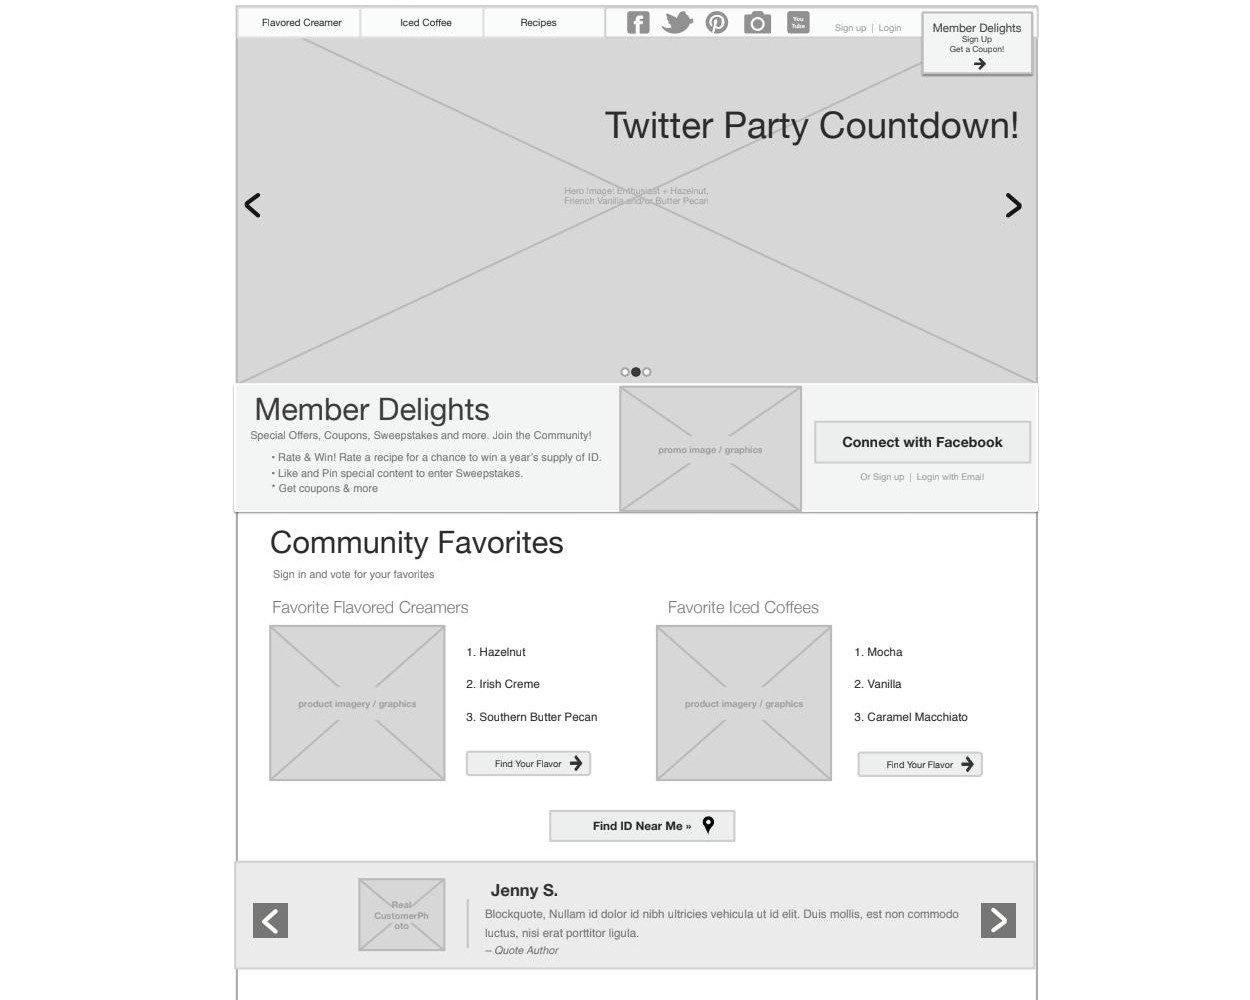 Flavored Creamer
Iced Coffee
Recipes
You
Tube
Sign up | Login
Member Delights
Sign Up
Get a Coupon!
Twitter Party Countdown!
Hero Image: Enthusiast + Hazelnut,
Friench Vanilla and/or Butter Pecan
Member Delights
Special Offers, Coupons, Sweepstakes and more. Join the Community!
• Rate & Win! Rate a recipe for a chance to win a year's supply of ID.
• Like and Pin special content to enter Sweepstakes.
* Get coupons & more
promo image / graphics
Connect with Facebook
Or Sign up | Login with Email
Community Favorites
Sign in and vote for your favorites
Favorite Flavored Creamers
product imagery / graphics
1. Hazelnut
2. Irish Creme
3. Southern Butter Pecan
Find Your Flavor
Favorite Iced Coffees
product imagery / graphics
1. Mocha
2. Vanilla
3. Caramel Macchiato
Find Your Flavor
Find ID Near Me »
Real
CustomerPh
oto
Jenny S.
Blockquote, Nullam id dolor id nibh ultricies vehicula ut id elit. Duis mollis, est non commodo
luctus, nisi erat porttitor ligula.
– Quote Author